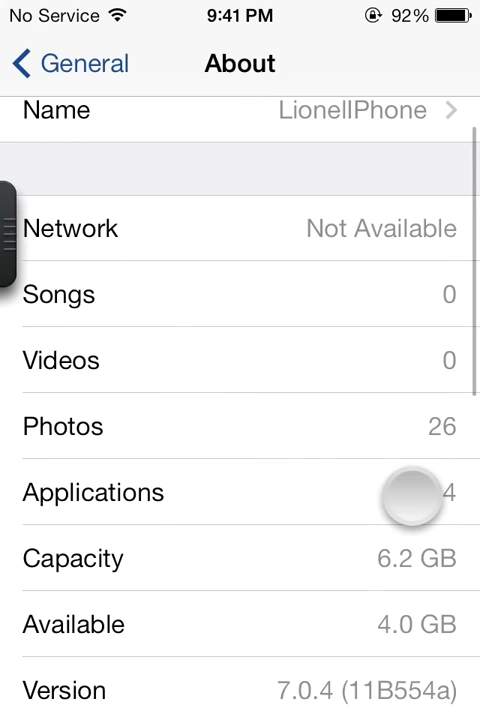 No Service 9:41 PM 92%
General About
Name LionelIPhone
Network Not Available
Songs 0
Videos 0
Photos 26
Applications 4
Capacity 6.2 GB
Available 4.0 GB
Version 7.0.4 (11B554a)